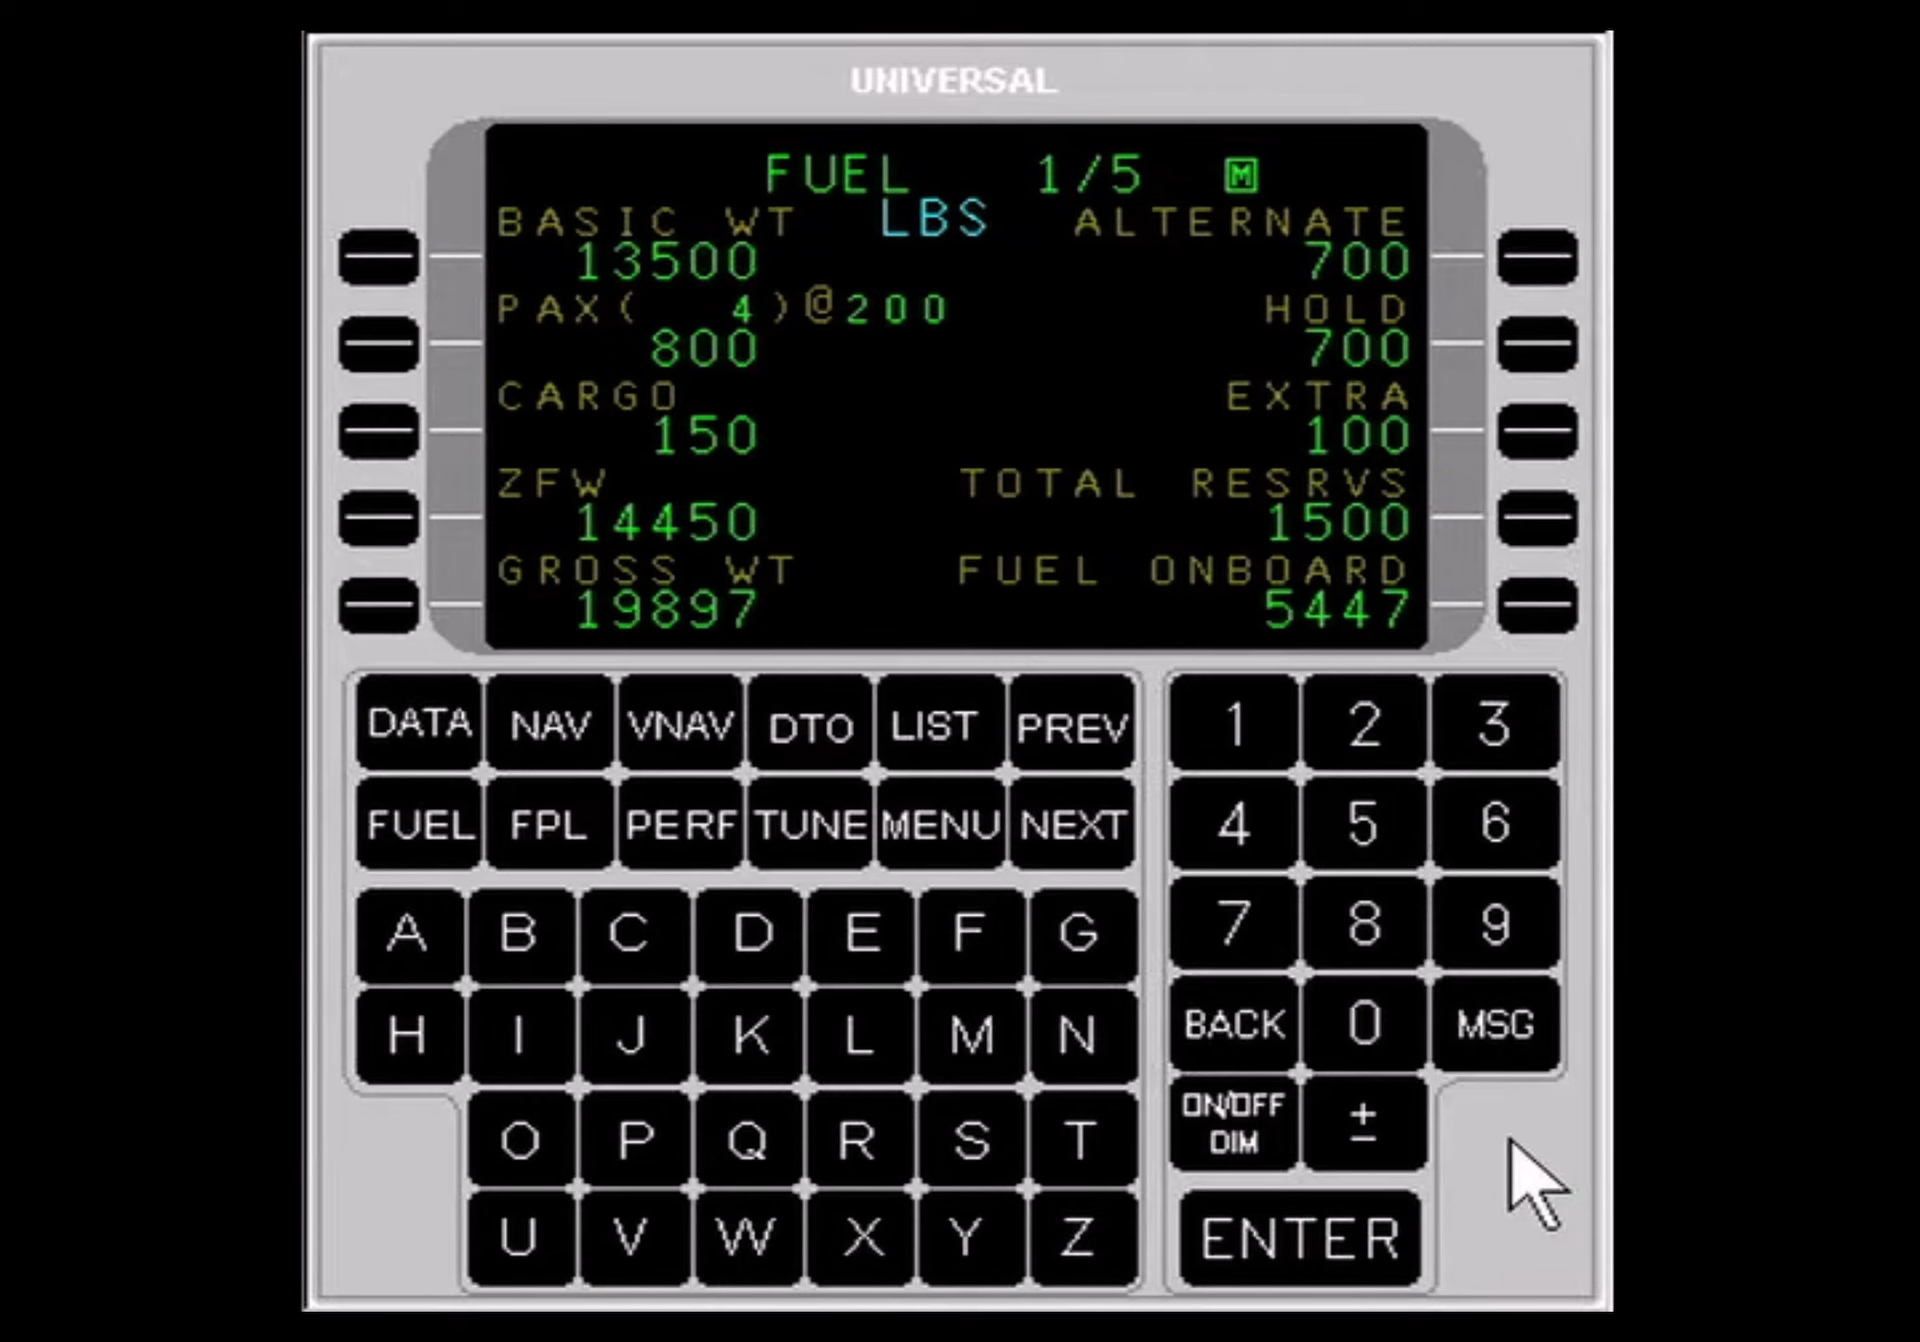 UNIVERSAL
FUEL 1/5 M
BASIC WT LBS ALTERNATE
13500 700
PAX( 4)@200 HOLD
800 700
CARGO EXTRA
150 100
ZFW TOTAL RESRVS
14450 1500
GROSS WT FUEL ONBOARD
19897 5447
DATA NAV VNAV DTO LIST PREV 1 2 3
FUEL FPL PERF TUNE MENU NEXT 4 5 6
A B C D E F G 7 8 9
H I J K L M N BACK 0 MSG
O P Q R S T ON/OFF DIM ±
U V W X Y Z ENTER